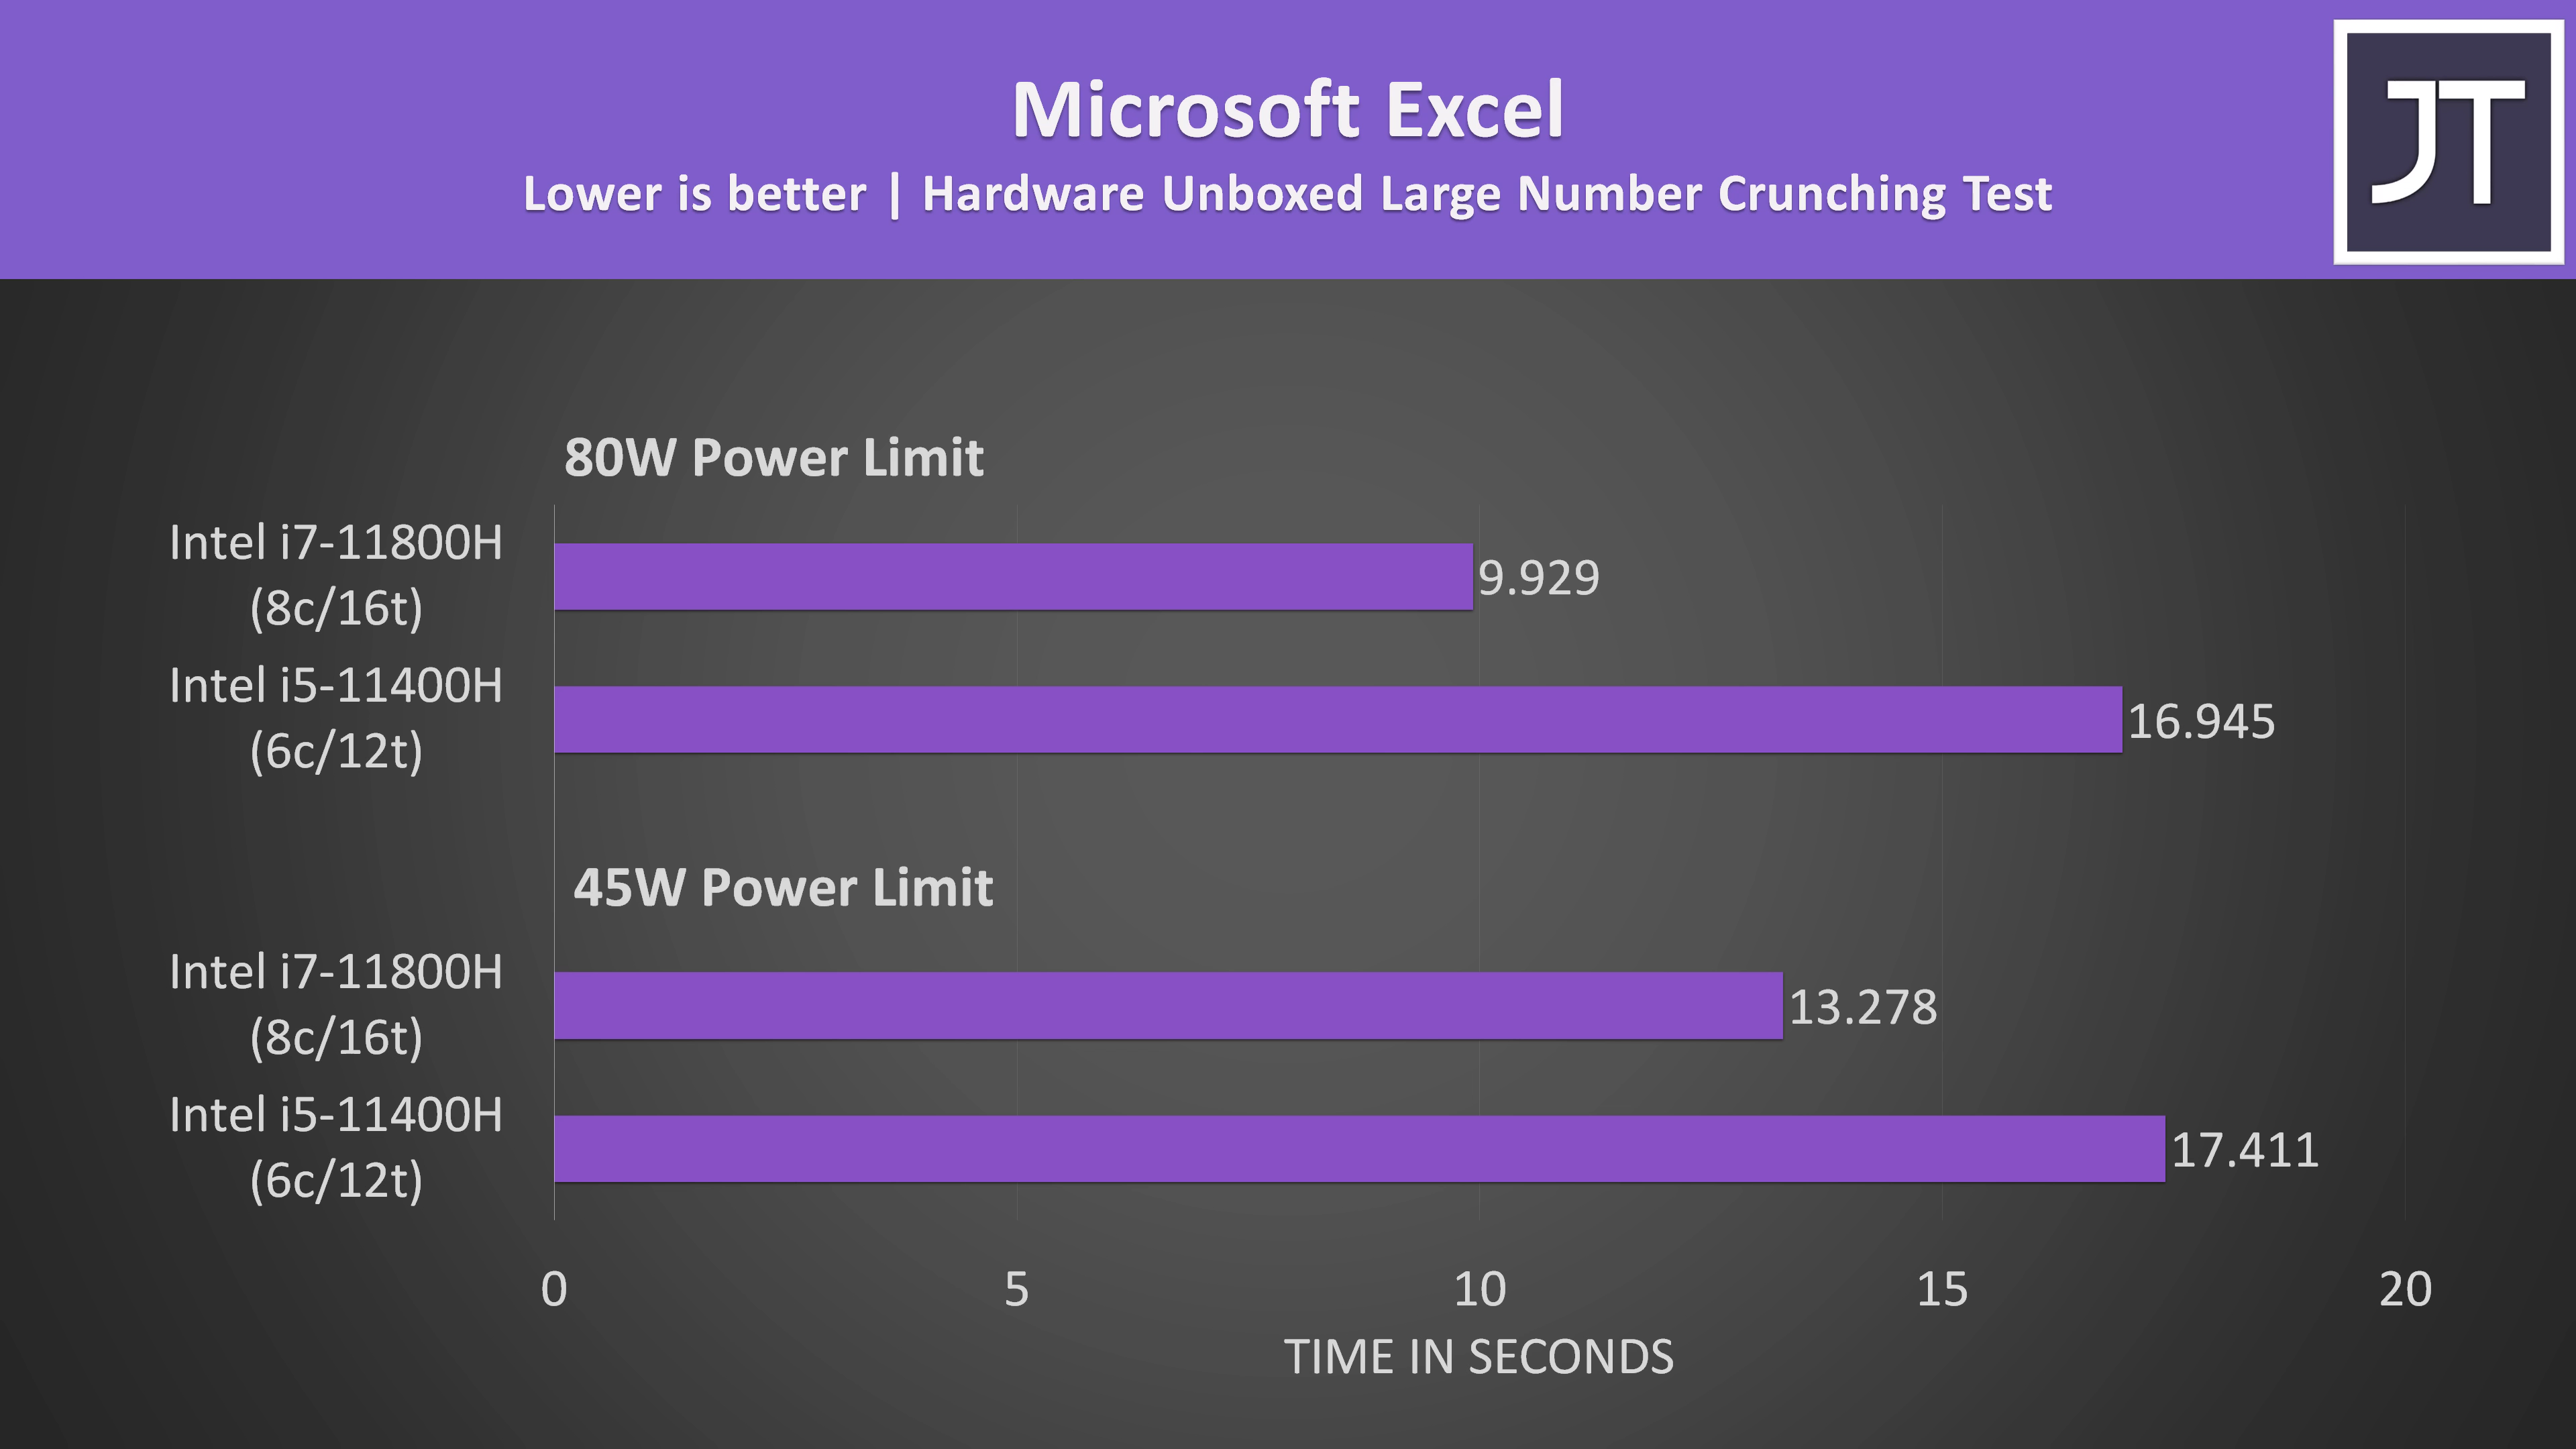 Microsoft Excel
Lower is better | Hardware Unboxed Large Number Crunching Test
JT
80W Power Limit
Intel i7-11800H
(8c/16t)
9.929
Intel i5-11400H
(6c/12t)
16.945
45W Power Limit
Intel i7-11800H
(8c/16t)
13.278
Intel i5-11400H
(6c/12t)
17.411
0 5 10 15 20
TIME IN SECONDS